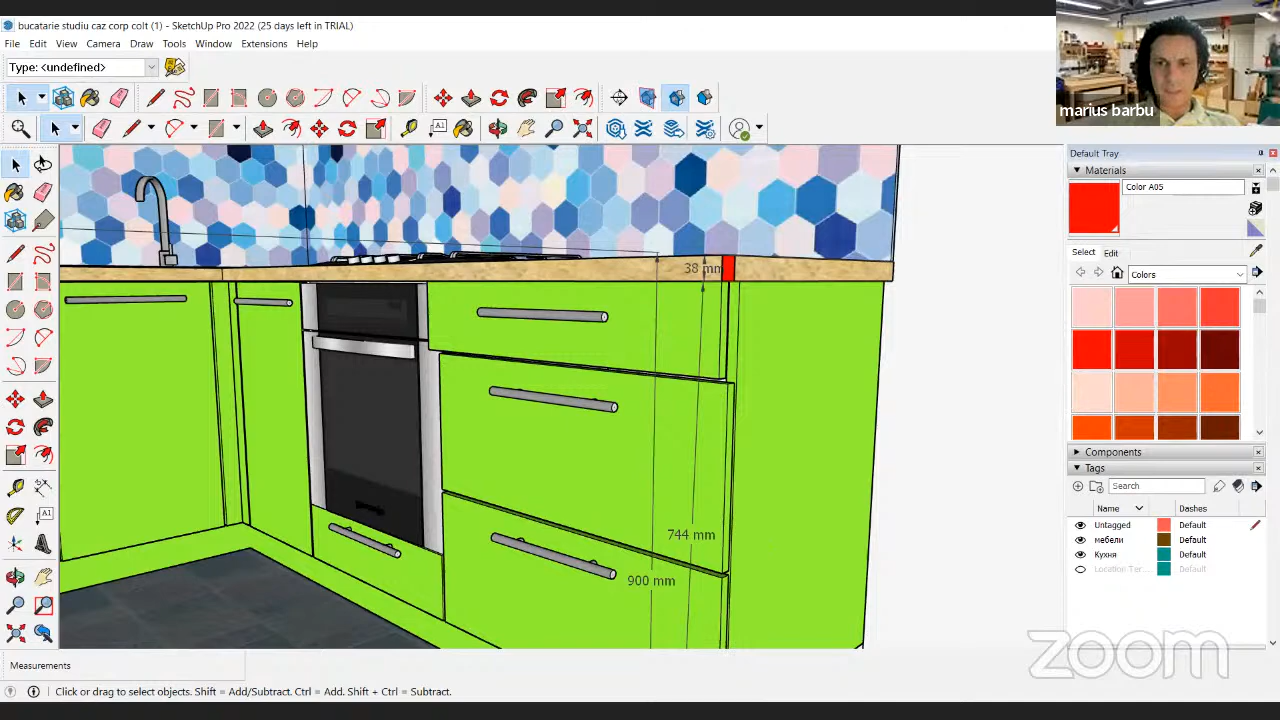 bucatarie studiu caz corp colt (1) - SketchUp Pro 2022 (25 days left in TRIAL)
File Edit View Camera Draw Tools Window Extensions Help
Type: <undefined>
marius barbu
Default Tray
Materials
Color A05
Select Edit
Colors
38 mm
744 mm
900 mm
Components
Tags
Search
Name Dashes
Untagged Default
мебели Default
Кухня Default
Location Ter... Default
zoom
Measurements
Click or drag to select objects. Shift = Add/Subtract. Ctrl = Add. Shift + Ctrl = Subtract.